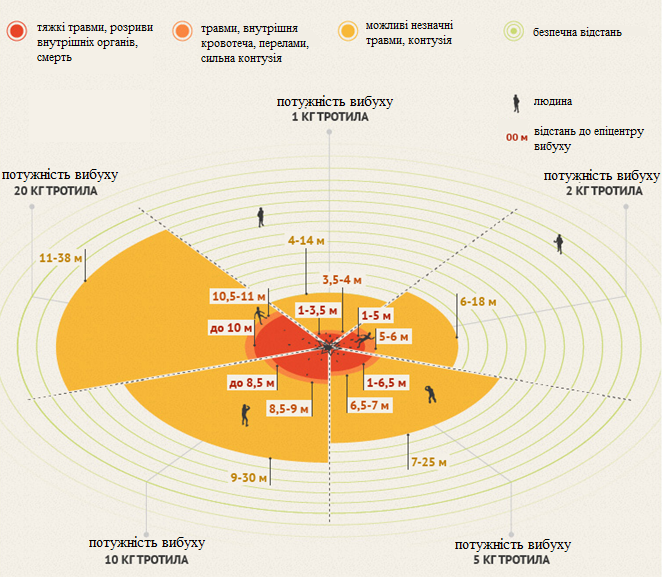 тяжкі травми, розриви
внутрішніх органів,
смерть
травми, внутрішня
кровотеча, перелами,
сильна контузія
можливі незначні
травми, контузія
безпечна відстань
людина
00 м
відстань до епіцентру
вибуху
потужність вибуху
1 КГ ТРОТИЛА
потужність вибуху
20 КГ ТРОТИЛА
потужність вибуху
2 КГ ТРОТИЛА
4-14 м
11-38 м
3,5-4 м
10,5-11 м
1-3,5 м
6-18 м
1-5 м
до 10 м
5-6 м
до 8,5 м
1-6,5 м
8,5-9 м
6,5-7 м
9-30 м
7-25 м
потужність вибуху
10 КГ ТРОТИЛА
потужність вибуху
5 КГ ТРОТИЛА